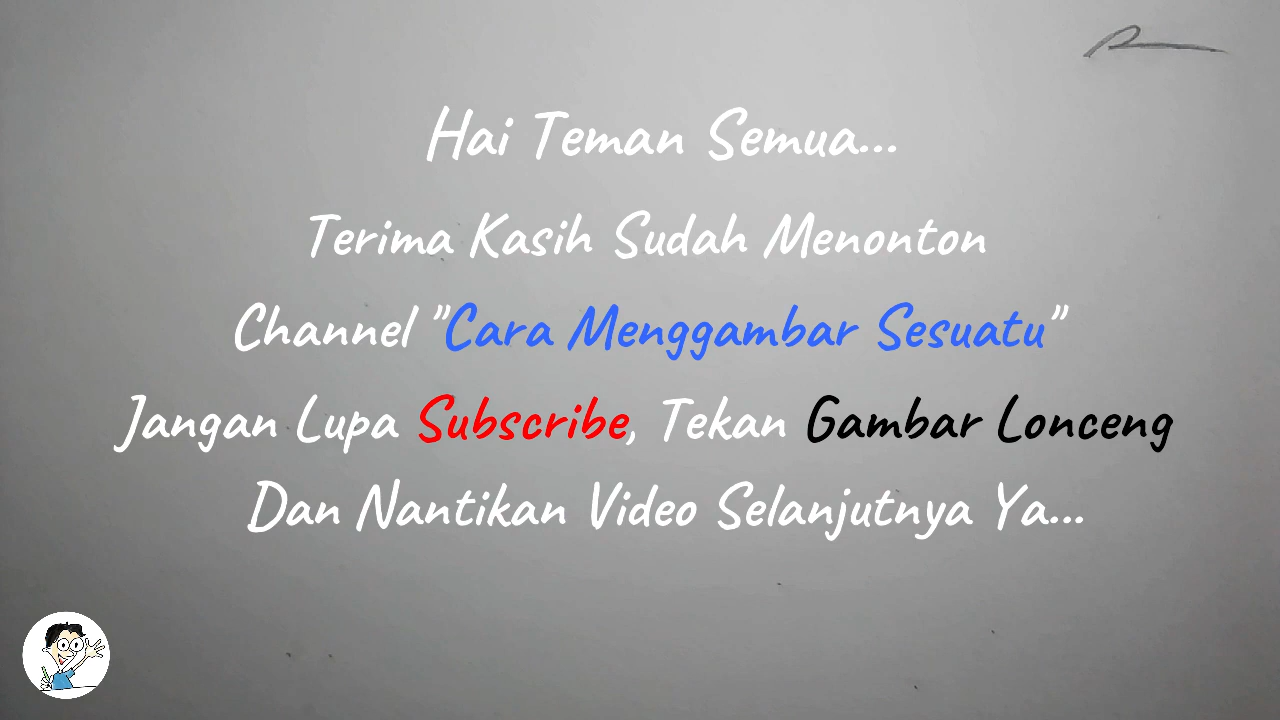 Hai Teman Semua...
Terima Kasih Sudah Menonton
Channel "Cara Menggambar Sesuatu"
Jangan Lupa Subscribe, Tekan Gambar Lonceng
Dan Nantikan Video Selanjutnya Ya...